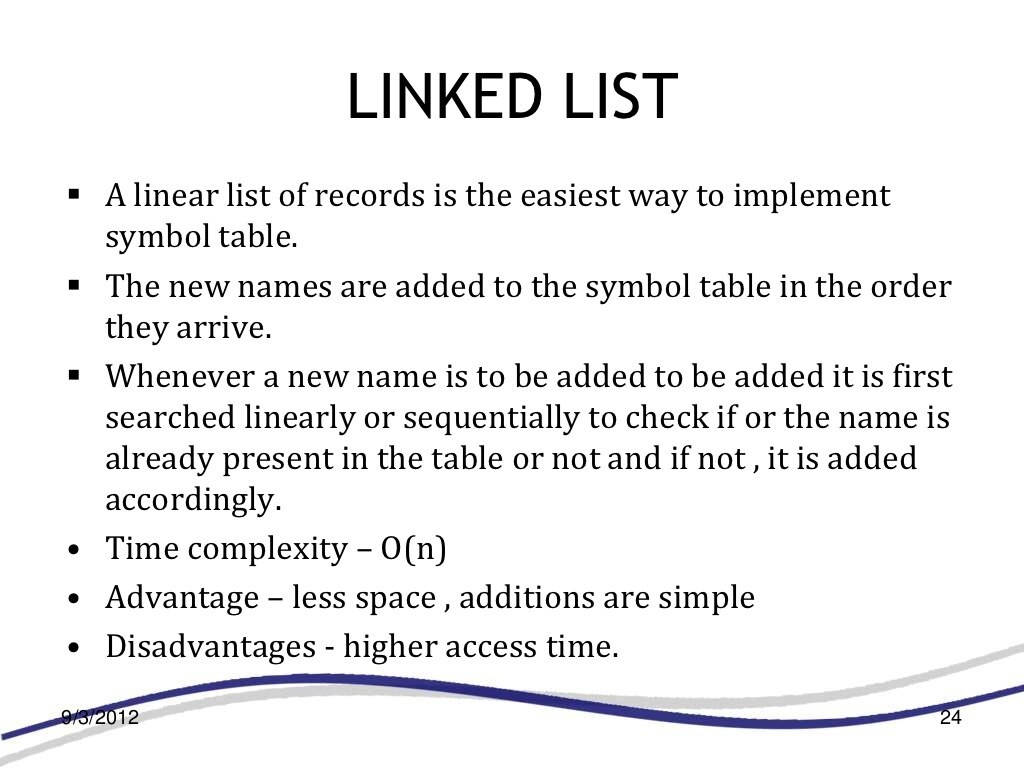 LINKED LIST
▪ A linear list of records is the easiest way to implement
symbol table.
▪ The new names are added to the symbol table in the order
they arrive.
▪ Whenever a new name is to be added to be added it is first
searched linearly or sequentially to check if or the name is
already present in the table or not and if not , it is added
accordingly.
• Time complexity – O(n)
• Advantage – less space , additions are simple
• Disadvantages - higher access time.
9/3/2012
24